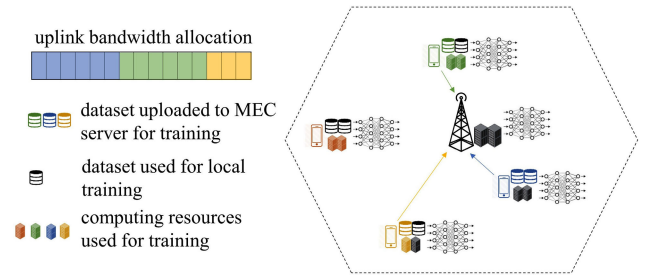 uplink bandwidth allocation
dataset uploaded to MEC
server for training
dataset used for local
training
computing resources
used for training